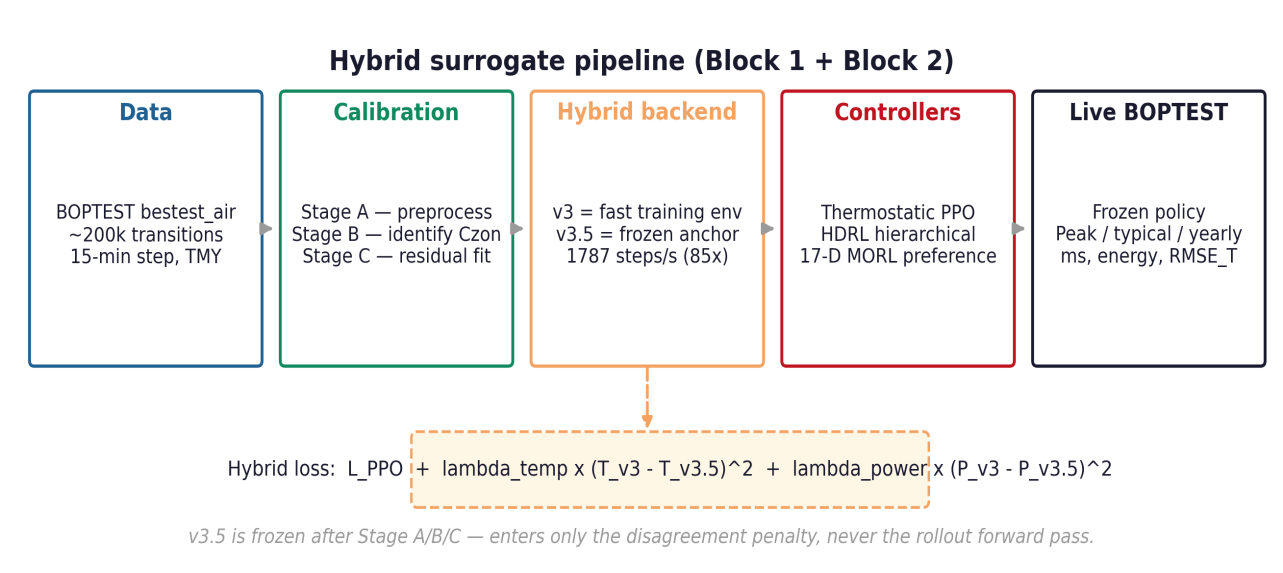 Hybrid surrogate pipeline (Block 1 + Block 2)
Data
BOPTEST bestest_air
~200k transitions
15-min step, TMY
Calibration
Stage A — preprocess
Stage B — identify Czon
Stage C — residual fit
Hybrid backend
v3 = fast training env
v3.5 = frozen anchor
1787 steps/s (85x)
Controllers
Thermostatic PPO
HDRL hierarchical
17-D MORL preference
Live BOPTEST
Frozen policy
Peak / typical / yearly
ms, energy, RMSE_T
Hybrid loss:  L_PPO  +  lambda_temp x (T_v3 - T_v3.5)^2  +  lambda_power x (P_v3 - P_v3.5)^2
v3.5 is frozen after Stage A/B/C — enters only the disagreement penalty, never the rollout forward pass.